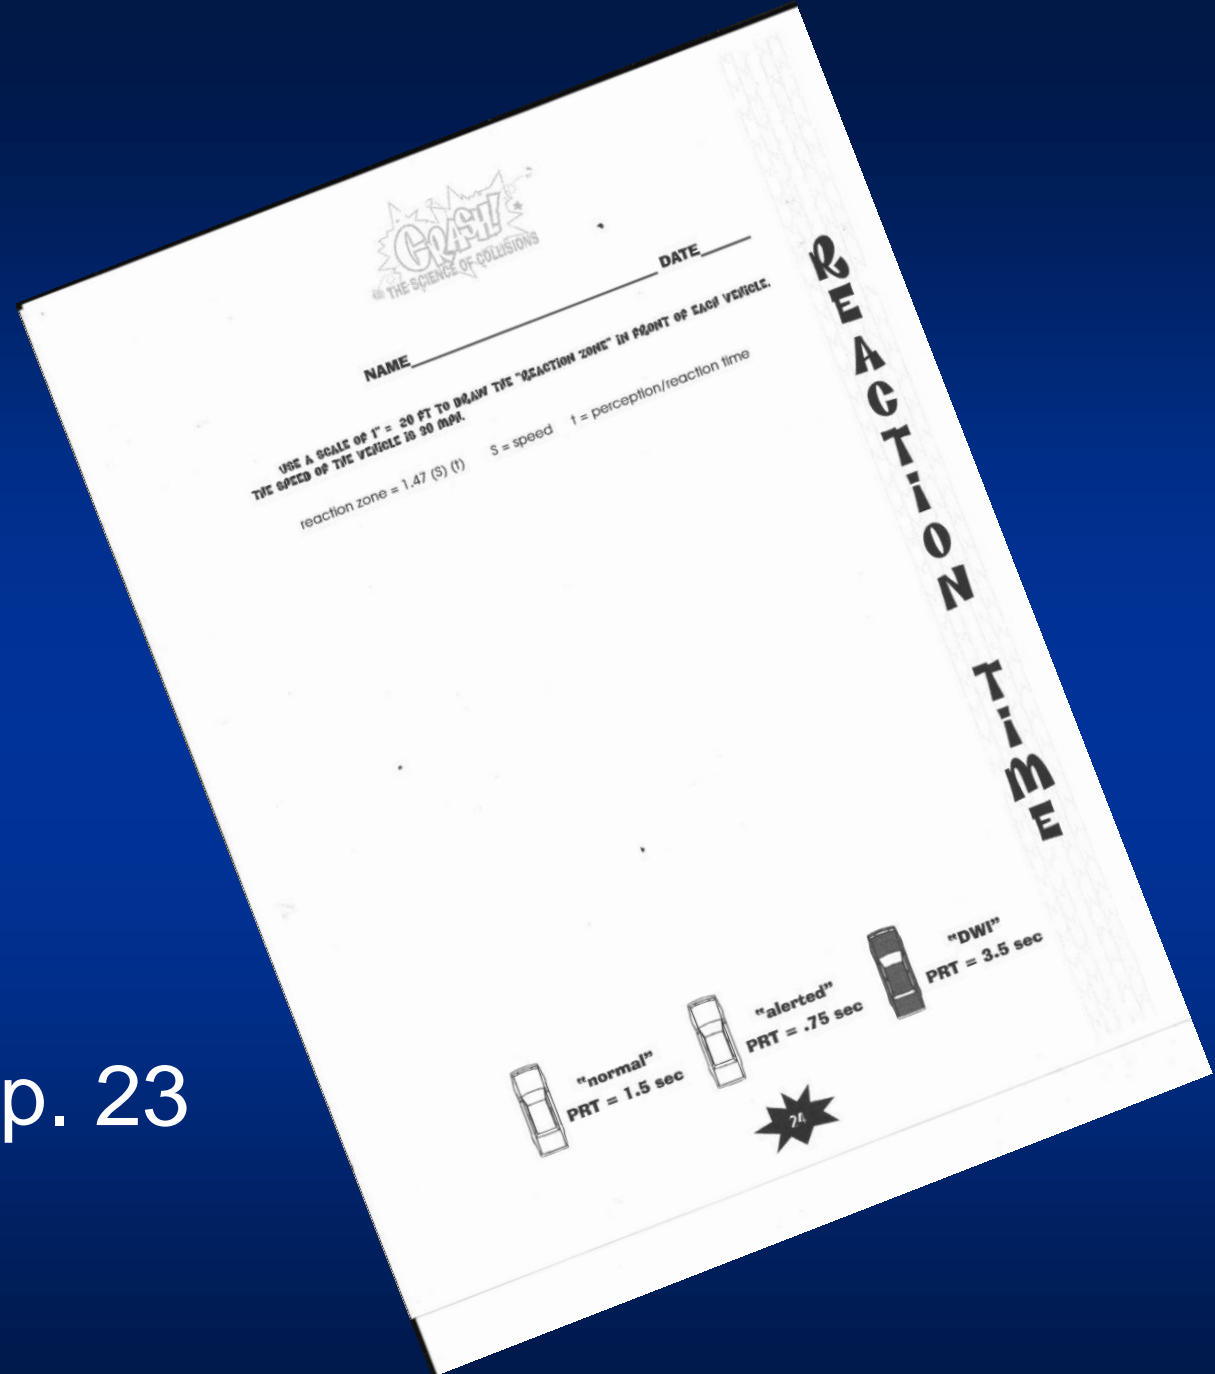 CRASH!
THE SCIENCE OF COLLISIONS
NAME DATE
USE A SCALE OF 1" = 20 FT TO DRAW THE "REACTION ZONE" IN FRONT OF EACH VEHICLE.
THE SPEED OF THE VEHICLE IS 30 MPH.
reaction zone = 1.47 (S) (t) S = speed t = perception/reaction time
REACTION TIME
"normal"
PRT = 1.5 sec
"alerted"
PRT = .75 sec
"DWI"
PRT = 3.5 sec
24
p. 23